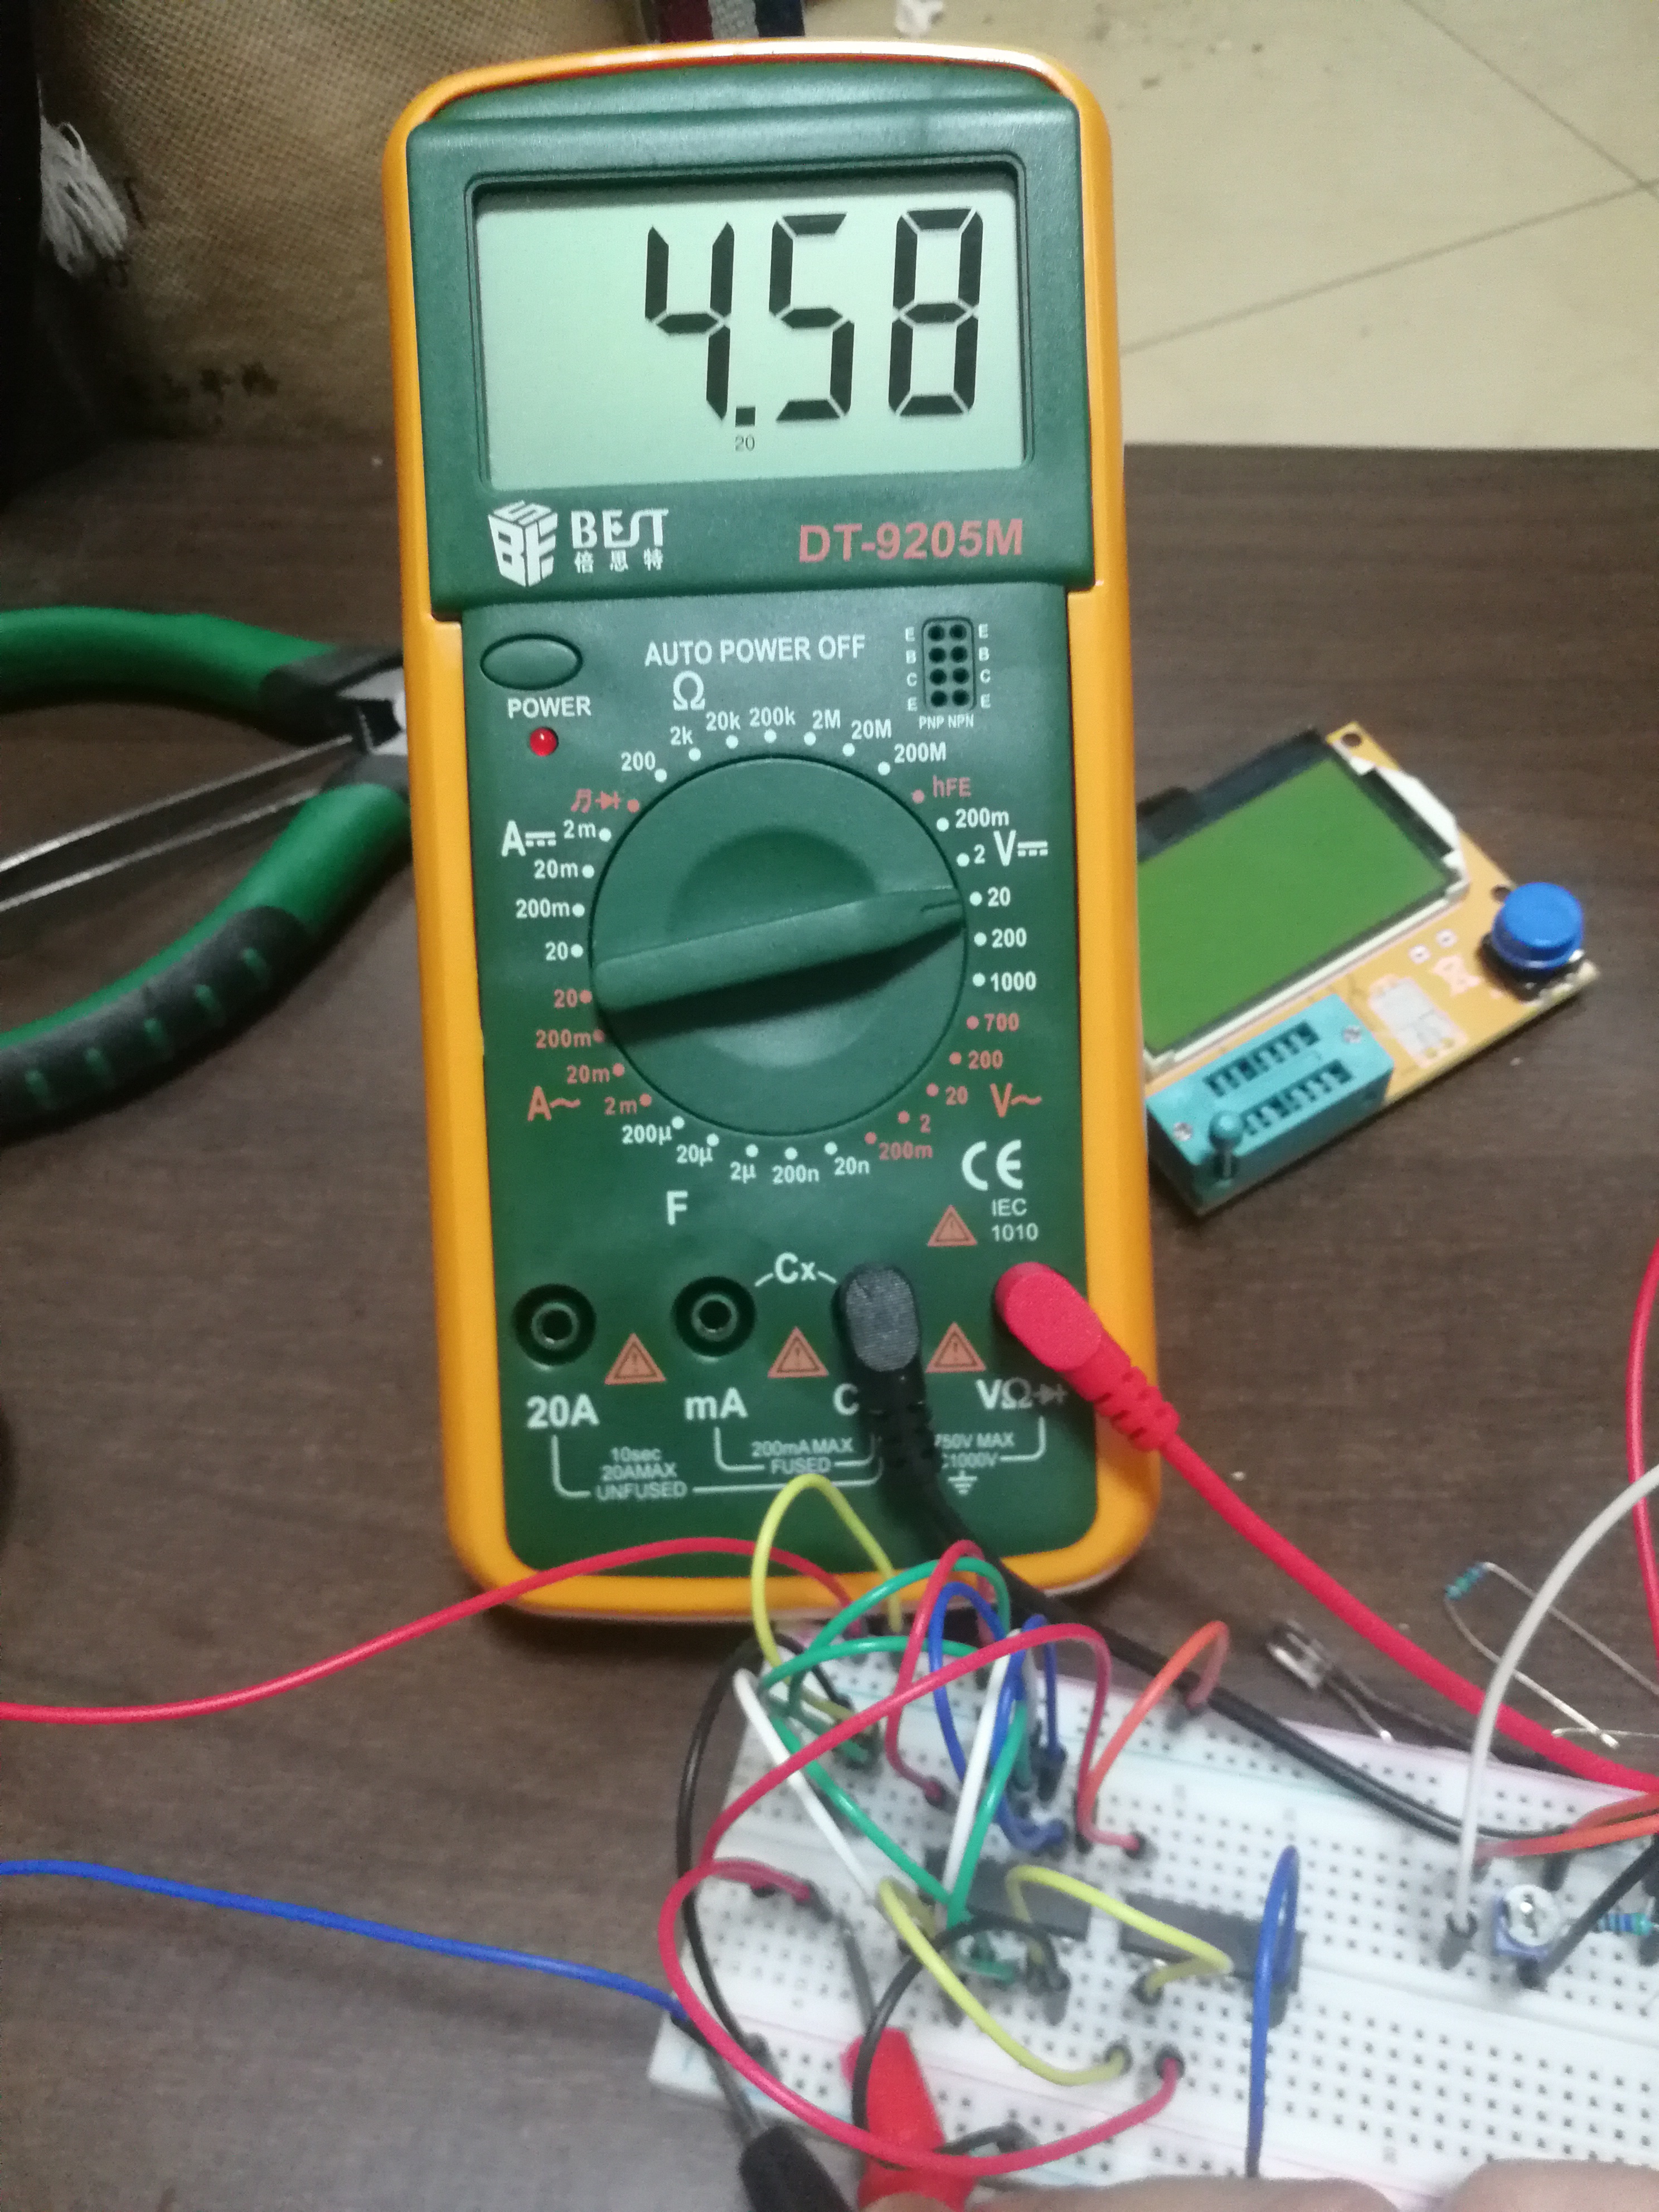 4.58
20
BEST
BEST
倍思特
DT-9205M
AUTO POWER OFF
POWER
Ω
E E
B B
C C
E E
PNP NPN
200
2k
20k
200k
2M
20M
200M
hFE
200m
2
V
20
200
1000
700
200
20
2
200m
V~
A
2m
20m
200m
20
20
200m
20m
2m
A~
200µ
20µ
2µ
200n
20n
F
CE
IEC
1010
Cx
20A
mA
C
VΩ
10sec
20AMAX
UNFUSED
200mA MAX
FUSED
750V MAX
1000V